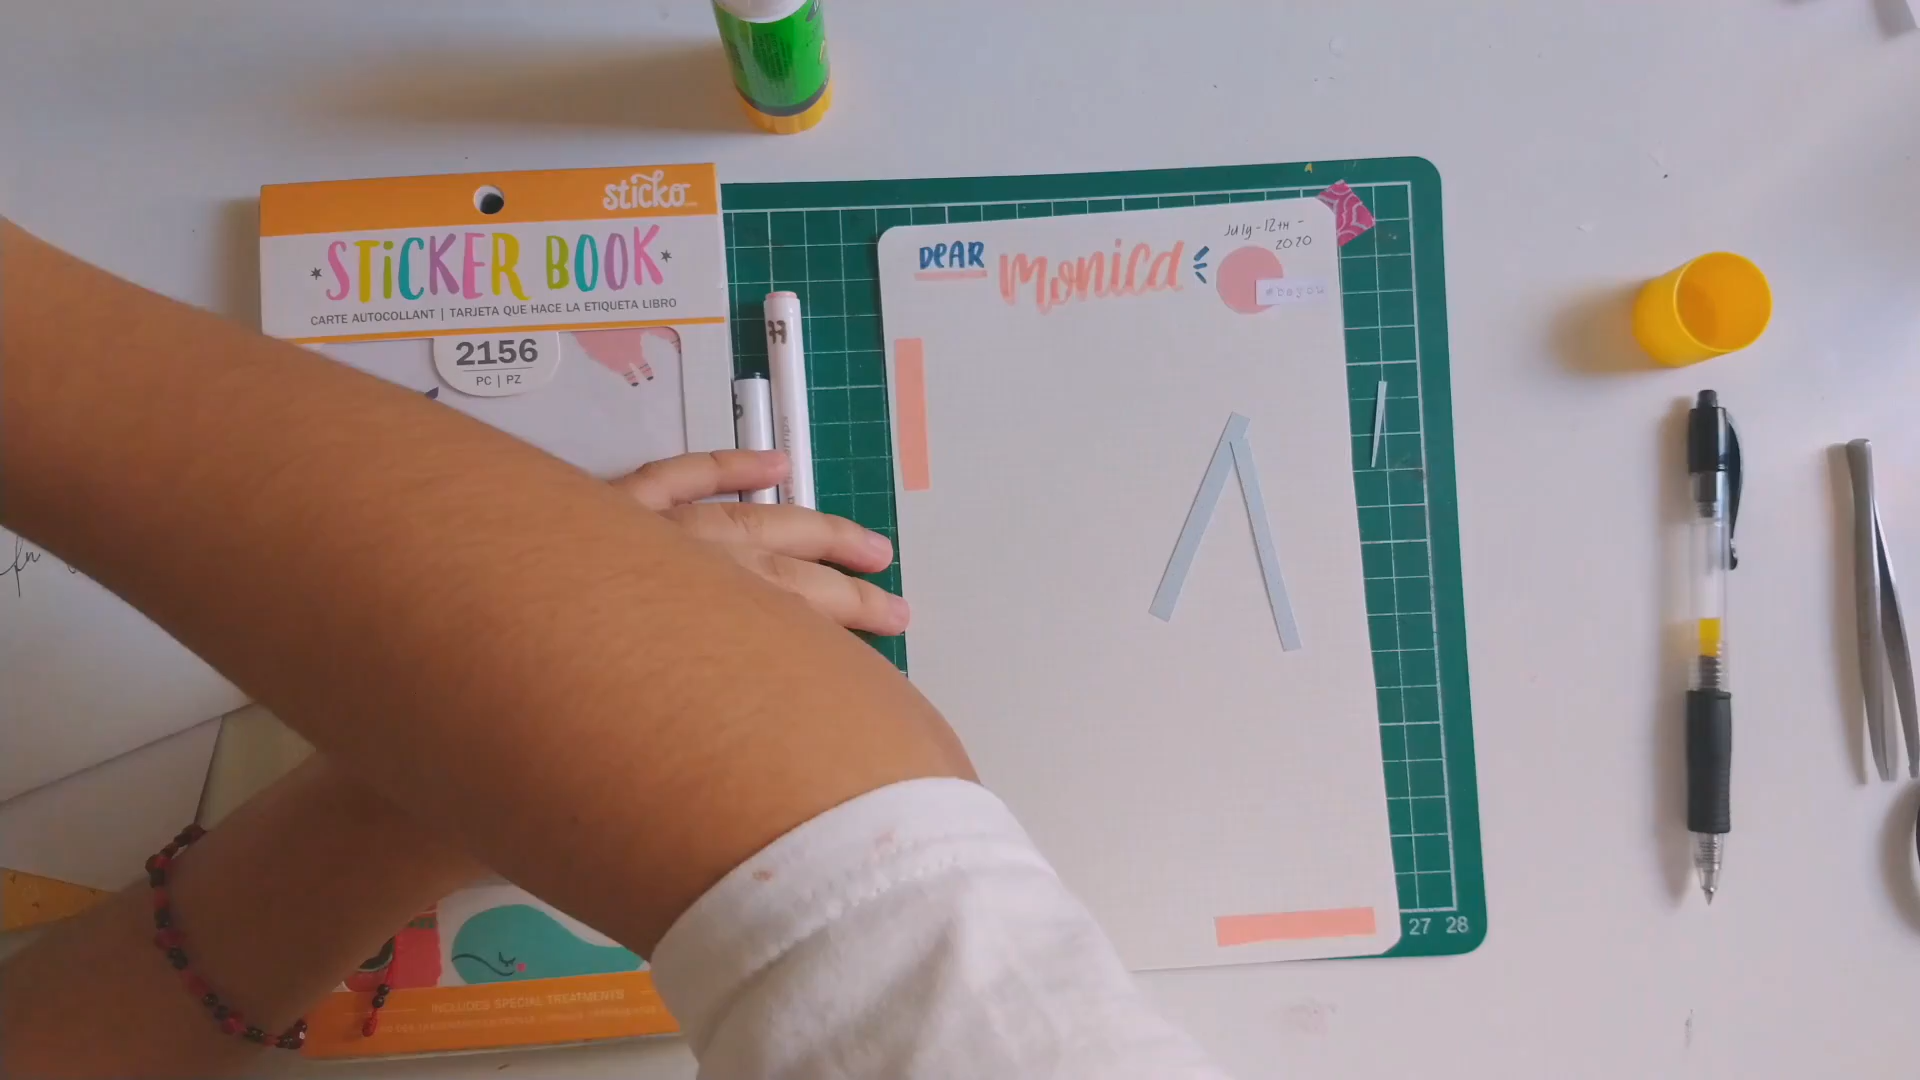 sticko
STiCKER BOOK
CARTE AUTOCOLLANT | TARJETA QUE HACE LA ETIQUETA LIBRO
2156
PC | PZ
INCLUDES SPECIAL TREATMENTS
DEAR Monica
July-12TH-
2020
#beyou
27 28